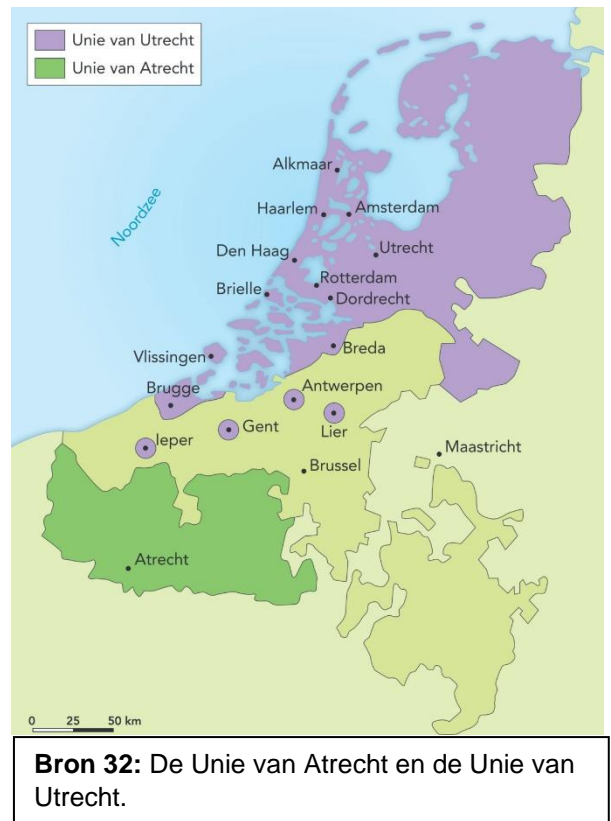 Unie van Utrecht
Unie van Atrecht
Noordzee
Alkmaar
Haarlem
Amsterdam
Den Haag
Utrecht
Rotterdam
Brielle
Dordrecht
Vlissingen
Breda
Brugge
Antwerpen
Gent
Lier
Ieper
Maastricht
Brussel
Atrecht
0 25 50 km
Bron 32: De Unie van Atrecht en de Unie van
Utrecht.